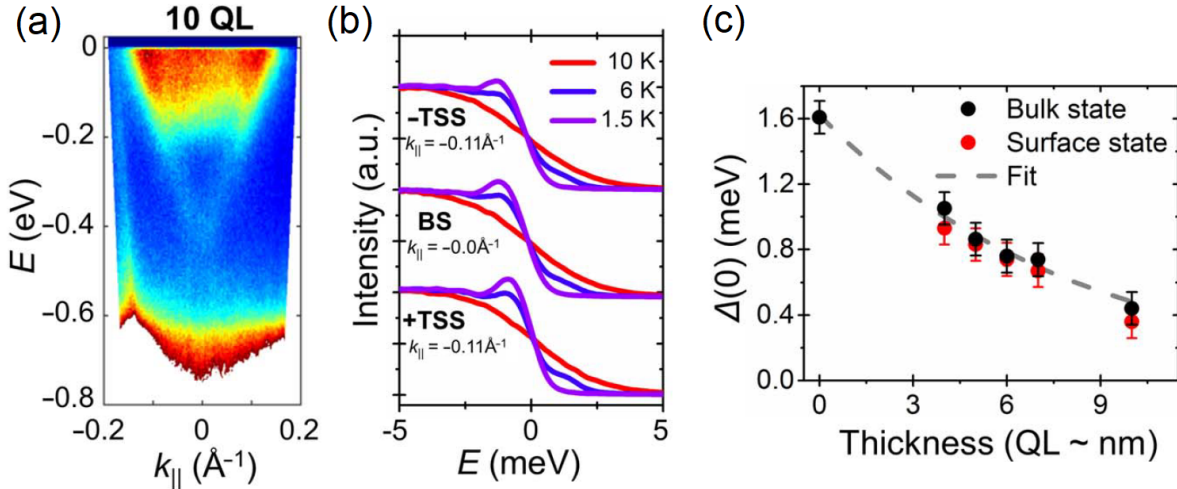 (a)
10 QL
0
−0.2
−0.4
−0.6
−0.8
E (eV)
−0.2
0
0.2
k|| (Å⁻¹)
(b)
10 K
6 K
1.5 K
−TSS
k|| = −0.11Å⁻¹
BS
k|| = −0.0Å⁻¹
+TSS
k|| = −0.11Å⁻¹
Intensity (a.u.)
-5
0
5
E (meV)
(c)
Bulk state
Surface state
Fit
1.6
1.2
0.8
0.4
0.0
Δ(0) (meV)
0
3
6
9
Thickness (QL ~ nm)